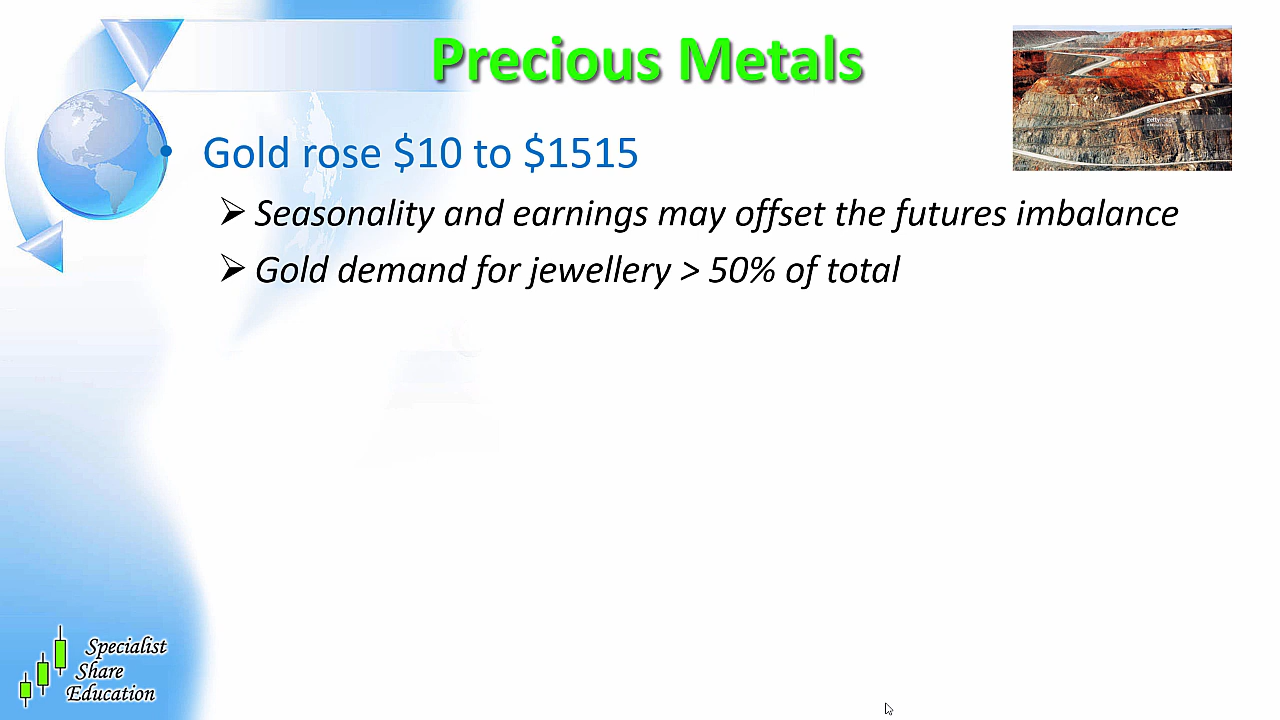 Precious Metals
• Gold rose $10 to $1515
➢ Seasonality and earnings may offset the futures imbalance
➢ Gold demand for jewellery > 50% of total
Specialist
Share
Education